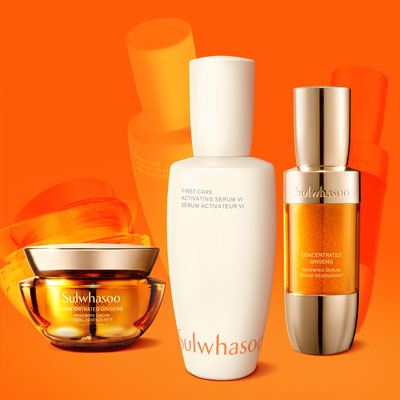 Sulwhasoo
CONCENTRATED GINSENG
RENEWING CREAM
FIRST CARE
ACTIVATING SERUM VI
SÉRUM ACTIVATEUR VI
Sulwhasoo
Sulwhasoo
CONCENTRATED
GINSENG
RENEWING SERUM
SÉRUM RÉGÉNÉRANT